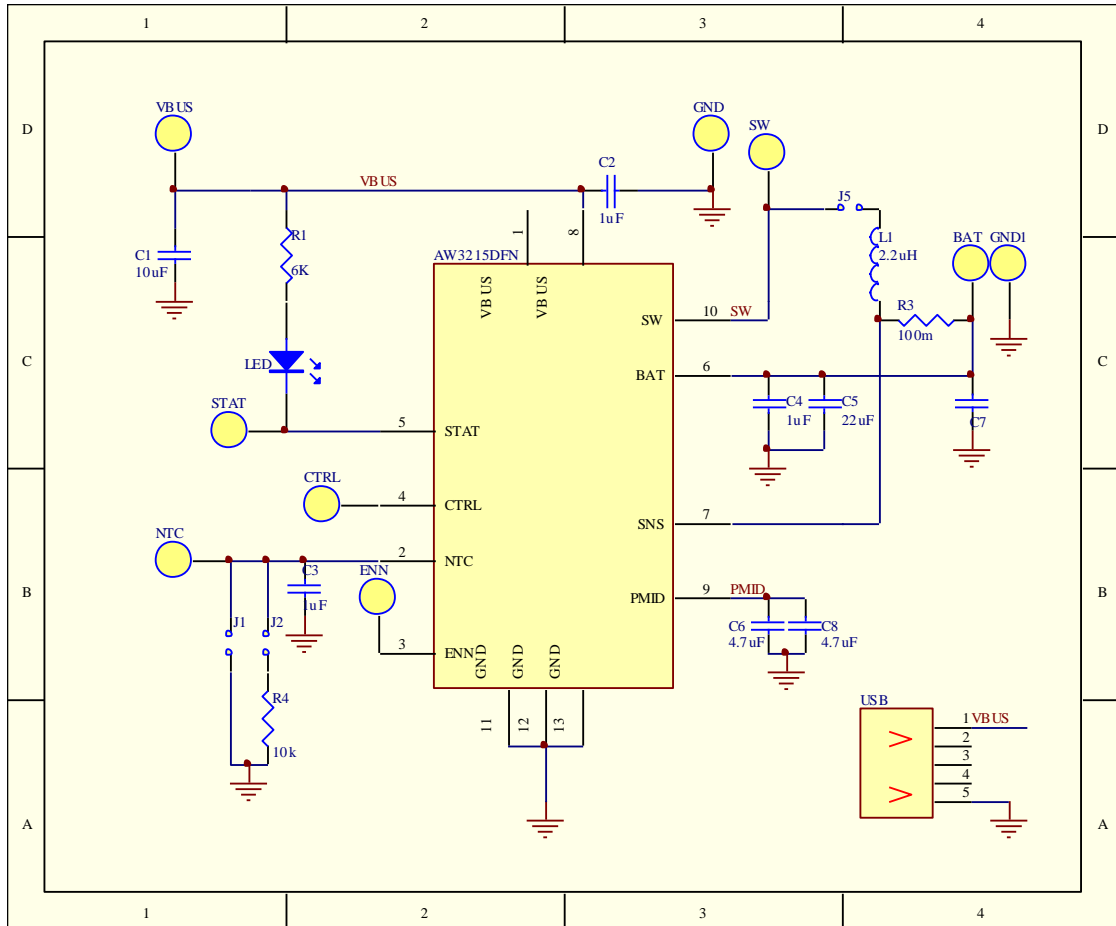 1 2 3 4
D D
VBUS GND SW
VBUS C2 1uF
J5
C1 10uF
R1 6K
1 8
AW3215DFN
VBUS VBUS
L1 2.2uH
BAT GND1
SW 10 SW
R3 100m
C C
LED
BAT 6
STAT
C4 1uF
C5 22uF
C7
5 STAT
CTRL
4 CTRL
SNS 7
NTC
2 NTC
C3 1uF
ENN
B B
PMID 9 PMID
J1 J2
C6 4.7uF
C8 4.7uF
3 ENN
GND GND GND
R4 10k
11 12 13
USB
1 VBUS
2
3
4
5
A A
1 2 3 4